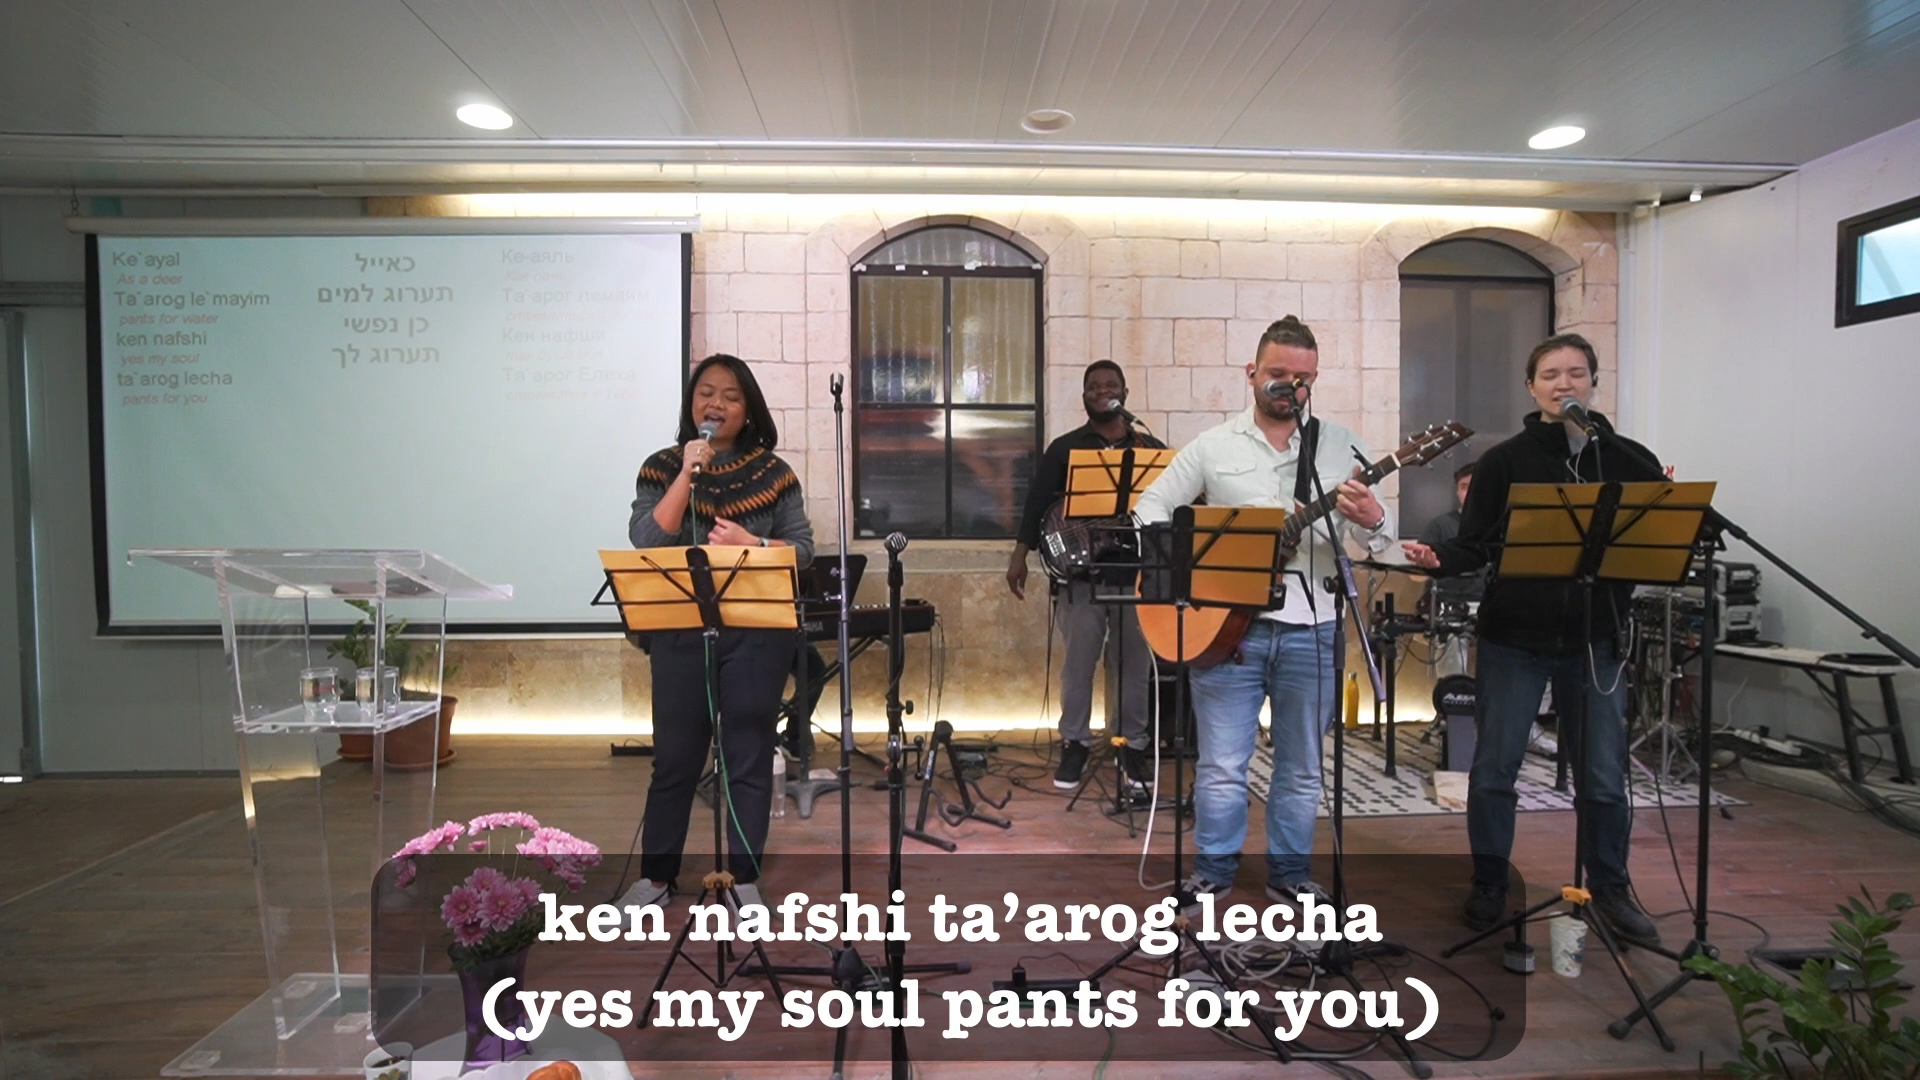 Ke`ayal
As a deer
Ta`arog le`mayim
pants for water
ken nafshi
yes my soul
ta`arog lecha
pants for you
כאייל
תערוג למים
כן נפשי
תערוג לך
Ке-аяль
Ta`арог лемаим
Кен нафши
Та`арог Елеха
ken nafshi ta’arog lecha
(yes my soul pants for you)